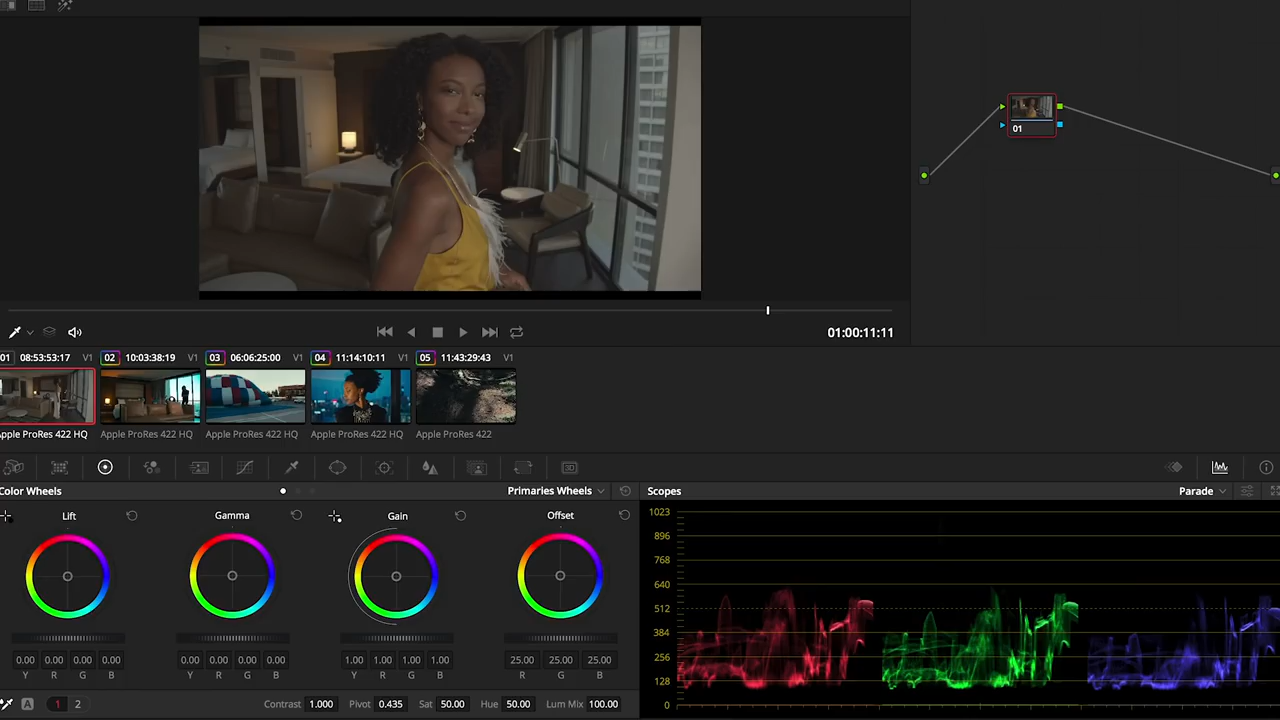 01
01:00:11:11
01 08:53:53:17 V1 02 10:03:38:19 V1 03 06:06:25:00 V1 04 11:14:10:11 V1 05 11:43:29:43 V1
Apple ProRes 422 HQ Apple ProRes 422 HQ Apple ProRes 422 HQ Apple ProRes 422 HQ Apple ProRes 422
Color Wheels Primaries Wheels Scopes Parade
Lift Gamma Gain Offset
0.00 0.00 0.00 0.00 0.00 0.00 0.00 0.00 1.00 1.00 1.00 1.00 25.00 25.00 25.00
Y R G B Y R G B Y R G B R G B
A 1 2 Contrast 1.000 Pivot 0.435 Sat 50.00 Hue 50.00 Lum Mix 100.00
1023
896
768
640
512
384
256
128
0